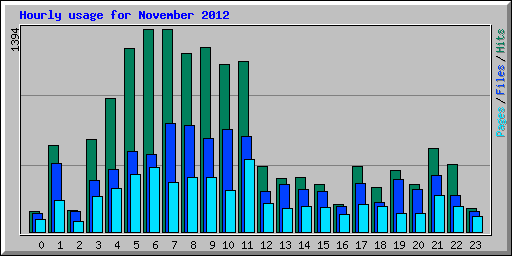 Hourly usage for November 2012
1394
Pages/Files/Hits
0 1 2 3 4 5 6 7 8 9 10 11 12 13 14 15 16 17 18 19 20 21 22 23